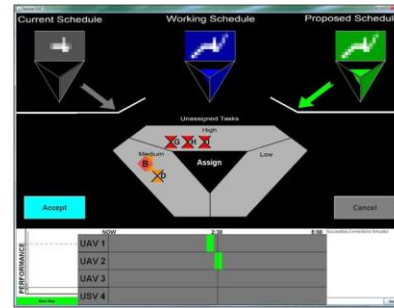 Current Schedule
Working Schedule
Proposed Schedule
Unassigned Tasks
High
G H
Medium
Low
B
D
Assign
Accept
Cancel
NOW
2:30
5:00
PERFORMANCE
UAV 1
UAV 2
UAV 3
USV 4